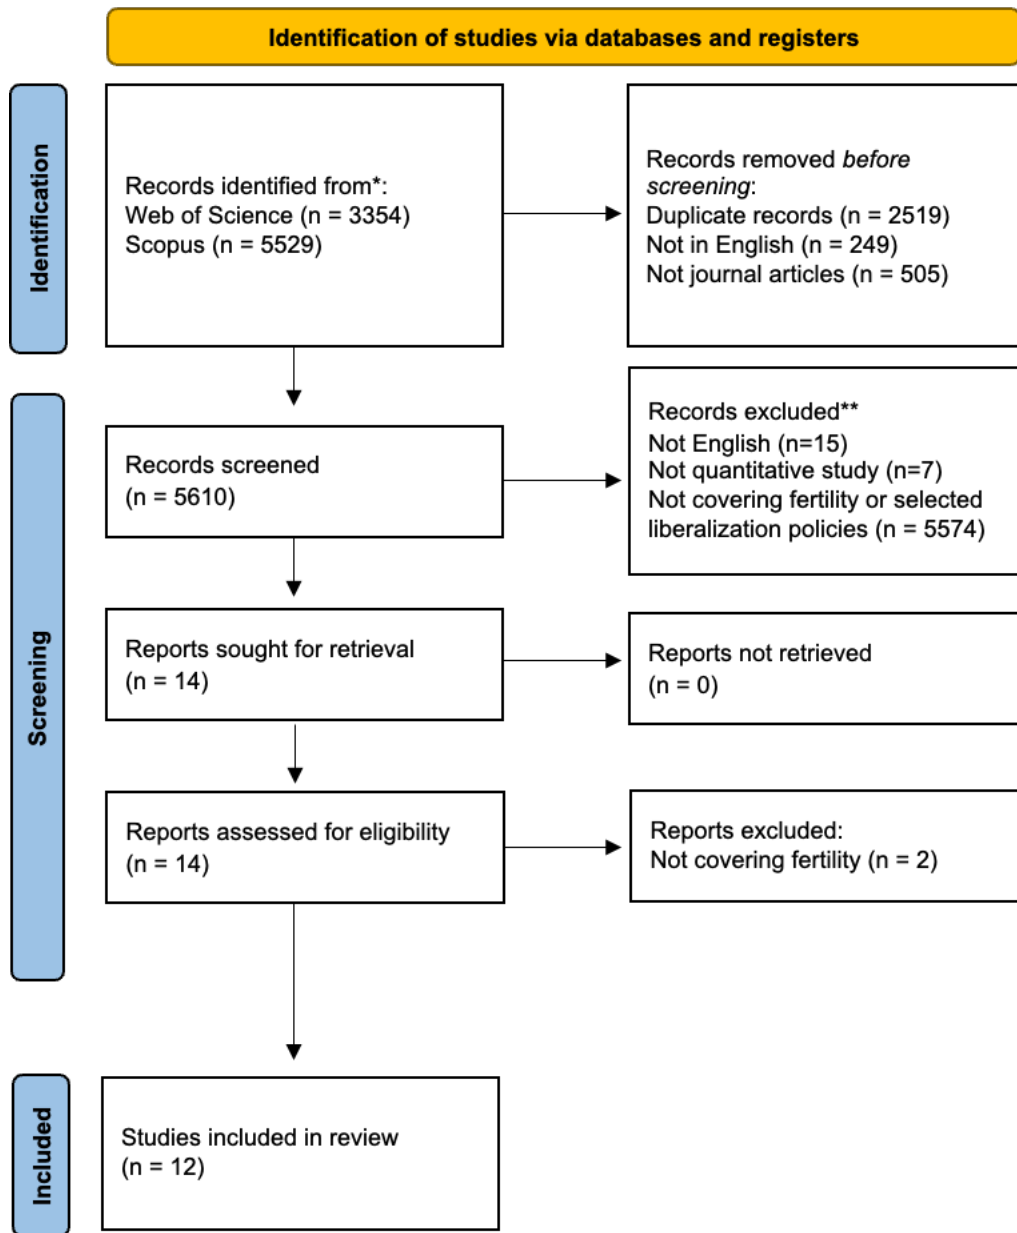 Identification of studies via databases and registers
Identification
Records identified from*:
Web of Science (n = 3354)
Scopus (n = 5529)
Records removed before
screening:
Duplicate records (n = 2519)
Not in English (n = 249)
Not journal articles (n = 505)
Screening
Records screened
(n = 5610)
Records excluded**
Not English (n=15)
Not quantitative study (n=7)
Not covering fertility or selected
liberalization policies (n = 5574)
Reports sought for retrieval
(n = 14)
Reports not retrieved
(n = 0)
Reports assessed for eligibility
(n = 14)
Reports excluded:
Not covering fertility (n = 2)
Included
Studies included in review
(n = 12)